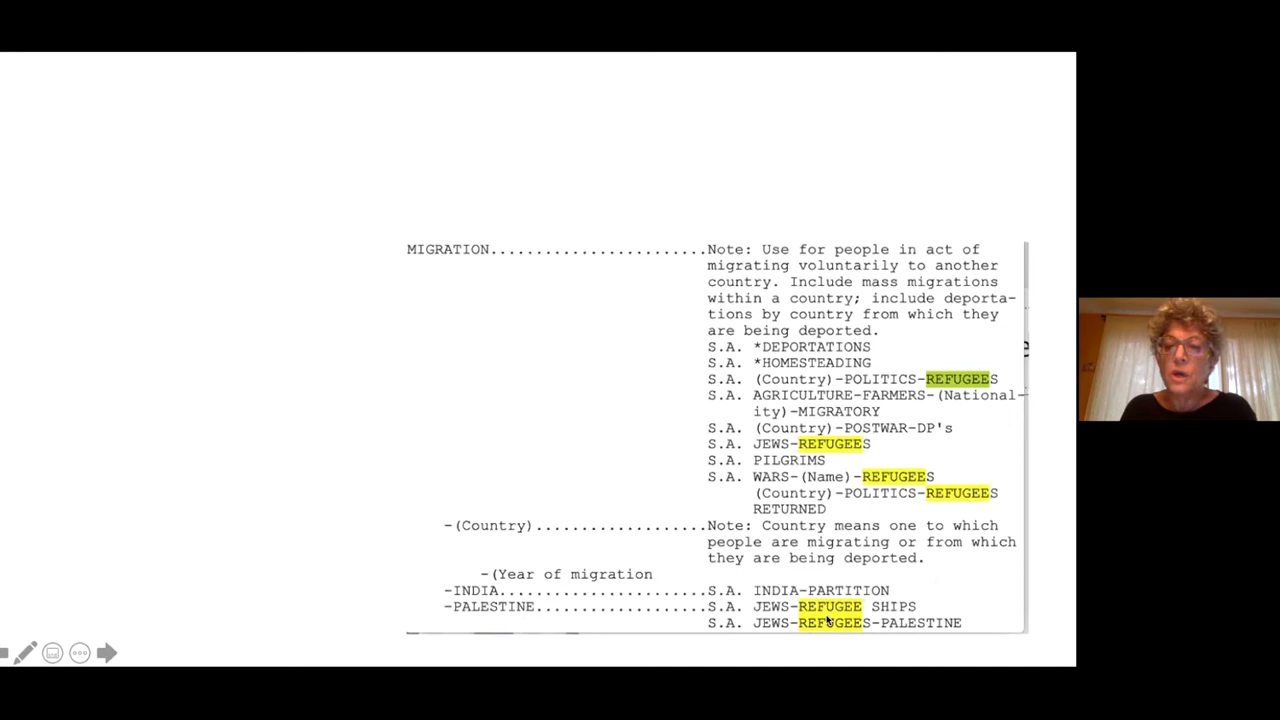 MIGRATION........................Note: Use for people in act of
migrating voluntarily to another
country. Include mass migrations
within a country; include deporta-
tions by country from which they
are being deported.
S.A. *DEPORTATIONS
S.A. *HOMESTEADING
S.A. (Country)-POLITICS-REFUGEES
S.A. AGRICULTURE-FARMERS-(National-
ity)-MIGRATORY
S.A. (Country)-POSTWAR-DP's
S.A. JEWS-REFUGEES
S.A. PILGRIMS
S.A. WARS-(Name)-REFUGEES
(Country)-POLITICS-REFUGEES
RETURNED
-(Country)...................Note: Country means one to which
people are migrating or from which
they are being deported.
-(Year of migration
-INDIA.......................S.A. INDIA-PARTITION
-PALESTINE...................S.A. JEWS-REFUGEE SHIPS
S.A. JEWS-REFUGEES-PALESTINE